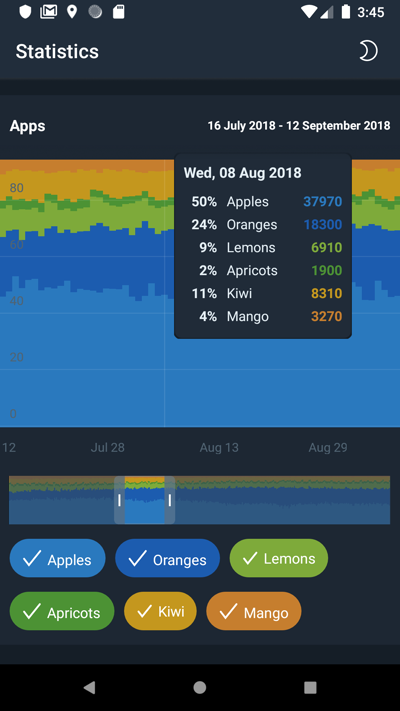 3:45
Statistics
Apps 16 July 2018 - 12 September 2018
Wed, 08 Aug 2018
50% Apples 37970
24% Oranges 18300
9% Lemons 6910
2% Apricots 1900
11% Kiwi 8310
4% Mango 3270
80
60
40
20
0
12 Jul 28 Aug 13 Aug 29
Apples Oranges Lemons
Apricots Kiwi Mango